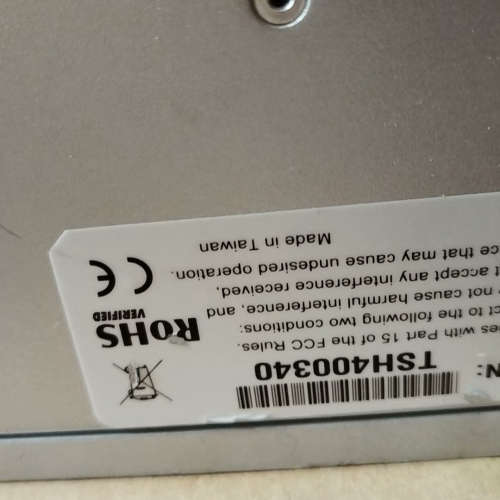 N: TSH400340
es with Part 15 of the FCC Rules.
ct to the following two conditions:
not cause harmful interference, and
t accept any interference received,
ce that may cause undesired operation.
Made in Taiwan
RoHS
VERIFIED
CE